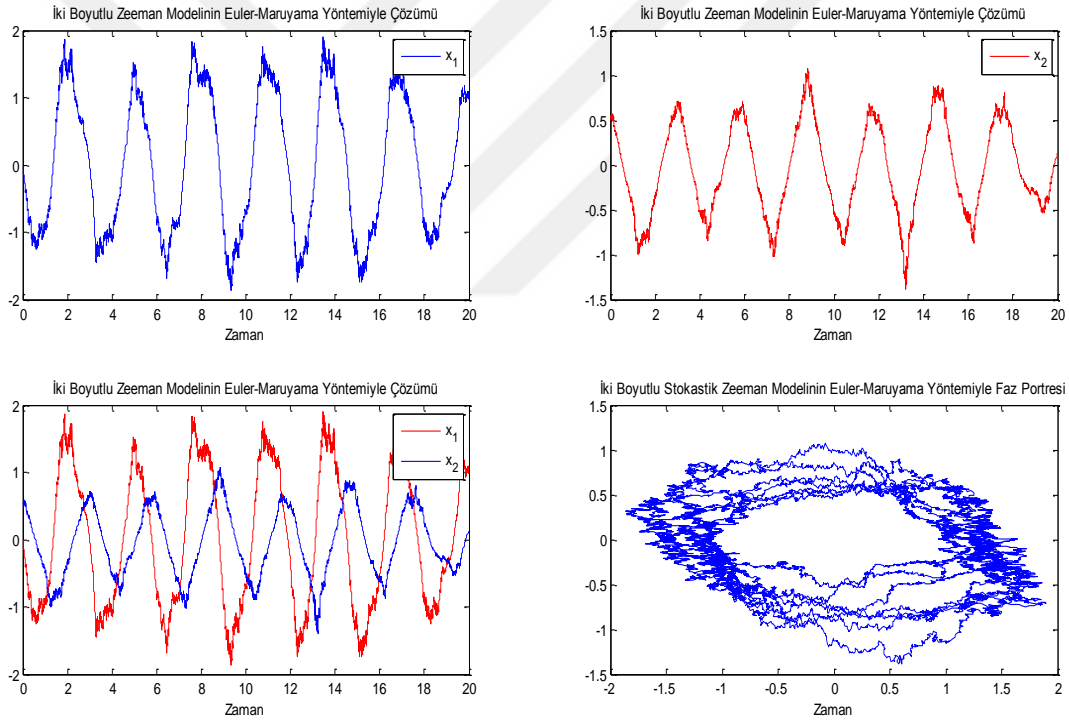 İki Boyutlu Zeeman Modelinin Euler-Maruyama Yöntemiyle Çözümü
2
1
0
-1
-2
0 2 4 6 8 10 12 14 16 18 20
Zaman
x1
İki Boyutlu Zeeman Modelinin Euler-Maruyama Yöntemiyle Çözümü
1.5
1
0.5
0
-0.5
-1
-1.5
0 2 4 6 8 10 12 14 16 18 20
Zaman
x2
İki Boyutlu Zeeman Modelinin Euler-Maruyama Yöntemiyle Çözümü
2
1
0
-1
-2
0 2 4 6 8 10 12 14 16 18 20
Zaman
x1
x2
İki Boyutlu Stokastik Zeeman Modelinin Euler-Maruyama Yöntemiyle Faz Portresi
1.5
1
0.5
0
-0.5
-1
-1.5
-2 -1.5 -1 -0.5 0 0.5 1 1.5 2
Zaman